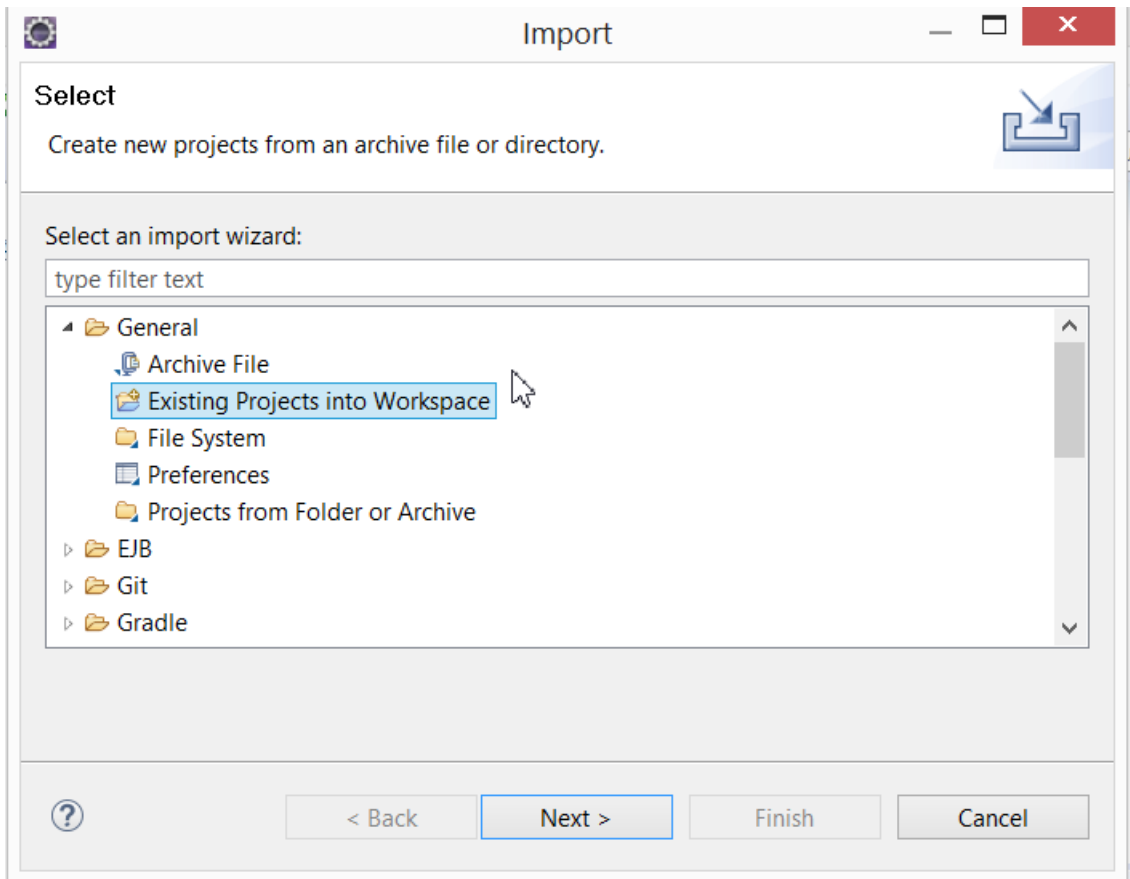 Import
Select
Create new projects from an archive file or directory.
Select an import wizard:
type filter text
General
Archive File
Existing Projects into Workspace
File System
Preferences
Projects from Folder or Archive
EJB
Git
Gradle
?
< Back
Next >
Finish
Cancel